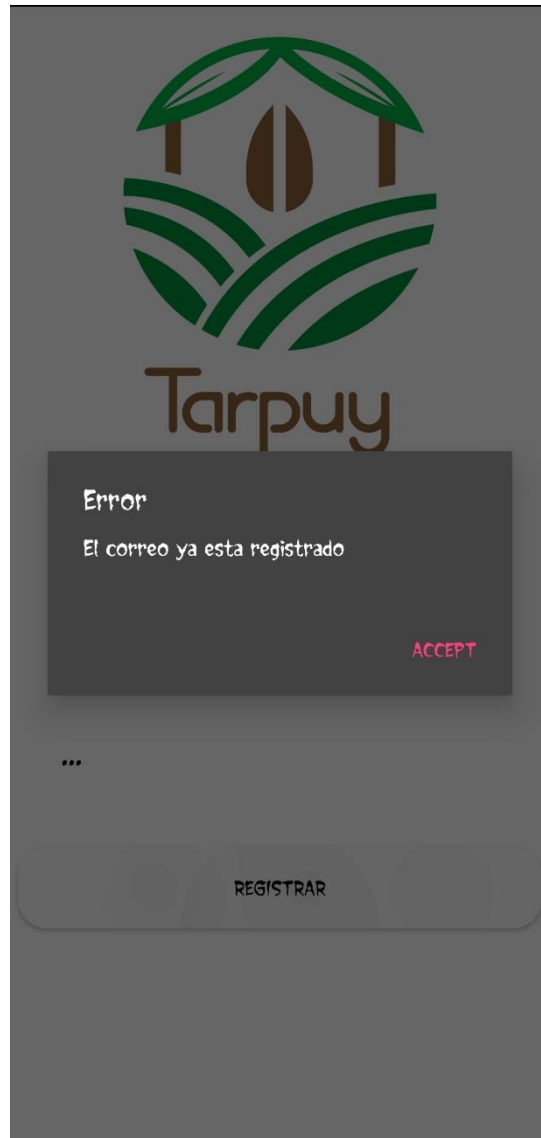 Tarpuy
Error
El correo ya esta registrado
ACCEPT
...
REGISTRAR